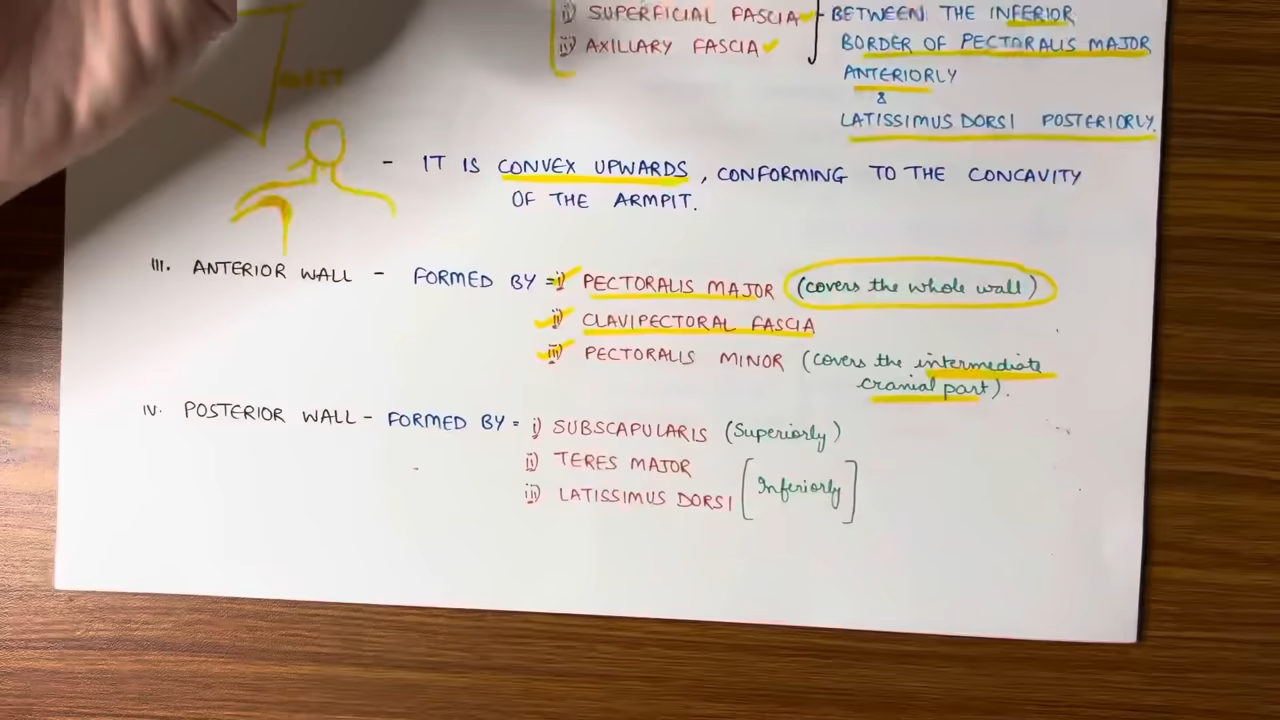 ii) SUPERFICIAL FASCIA BETWEEN THE INFERIOR
iii) AXILLARY FASCIA BORDER OF PECTORALIS MAJOR
ANTERIORLY
&
LATISSIMUS DORSI POSTERIORLY.
- IT IS CONVEX UPWARDS, CONFORMING TO THE CONCAVITY
OF THE ARMPIT.
III. ANTERIOR WALL - FORMED BY = i) PECTORALIS MAJOR (covers the whole wall)
ii) CLAVIPECTORAL FASCIA
iii) PECTORALIS MINOR (covers the intermediate
cranial part).
IV. POSTERIOR WALL - FORMED BY = i) SUBSCAPULARIS (Superiorly)
ii) TERES MAJOR
iii) LATISSIMUS DORSI [Inferiorly]